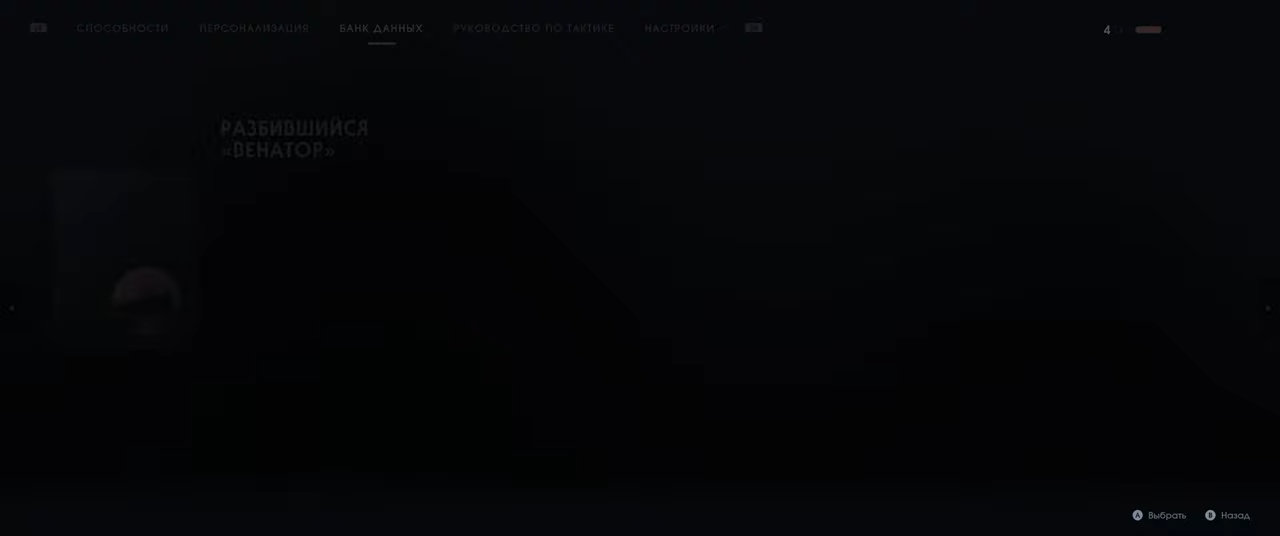 СПОСОБНОСТИ ПЕРСОНАЛИЗАЦИЯ БАНК ДАННЫХ РУКОВОДСТВО ПО ТАКТИКЕ НАСТРОЙКИ 4
РАЗБИВШИЙСЯ
«ВЕНАТОР»
A Выбрать B Назад